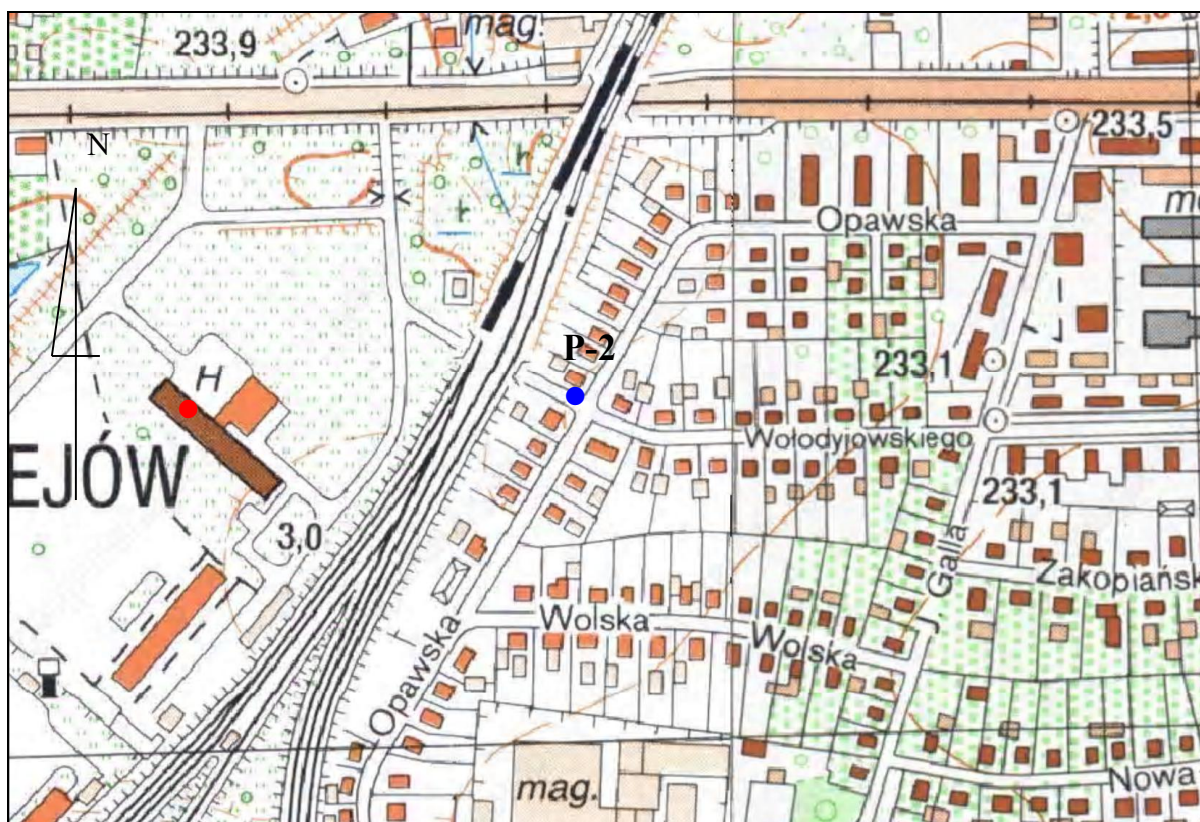 mag.
233,9
N
r
233,5
m
r
Opawska
P-2
233,1
H
Wołodyjowskiego
EJÓW
233,1
3,0
Galla
Zakopiańsk
Wolska
Wolska
Opawska
Nowa
mag.